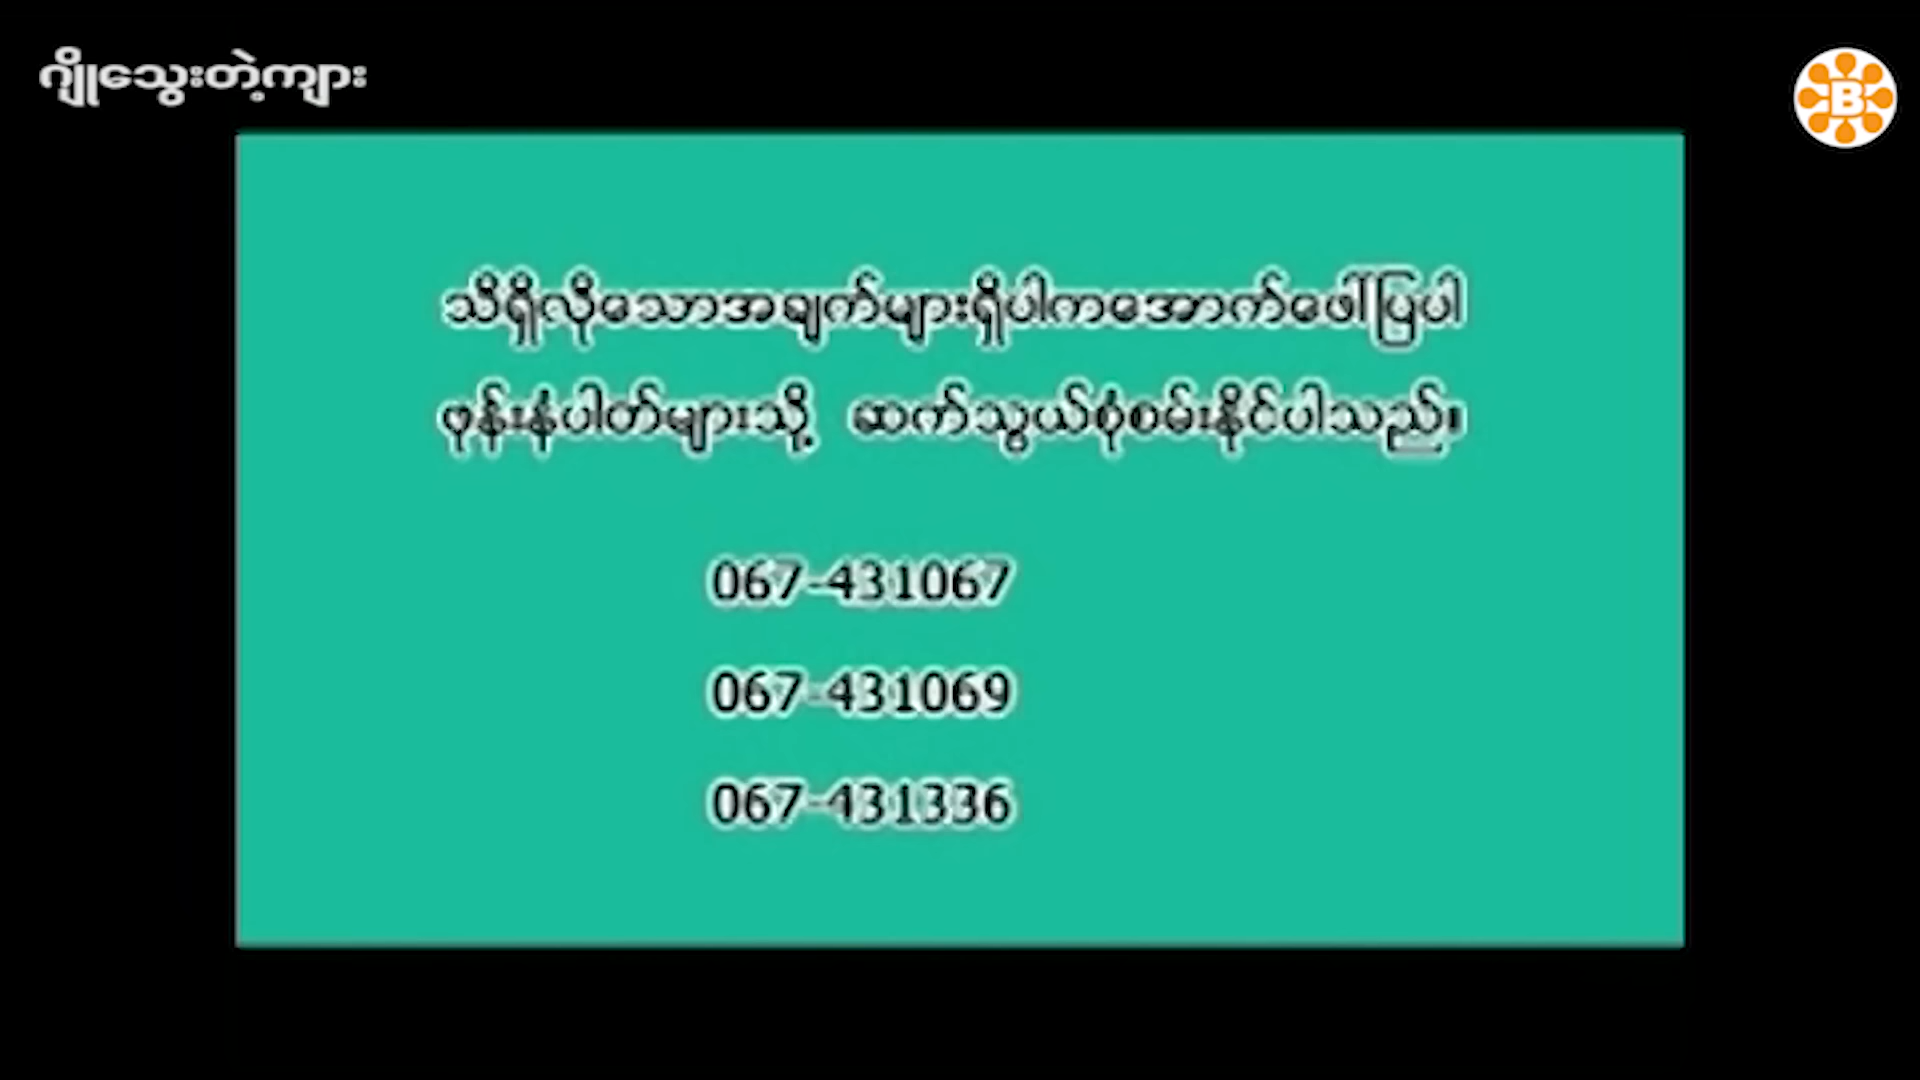 ဂျိုသွေးတဲ့ကျား
B
သိရှိလိုသောအချက်များရှိပါကအောက်ဖေါ်ပြပါ
ဖုန်းနံပါတ်များသို့ ဆက်သွယ်စုံစမ်းနိုင်ပါသည်။
067-431067
067-431069
067-431336